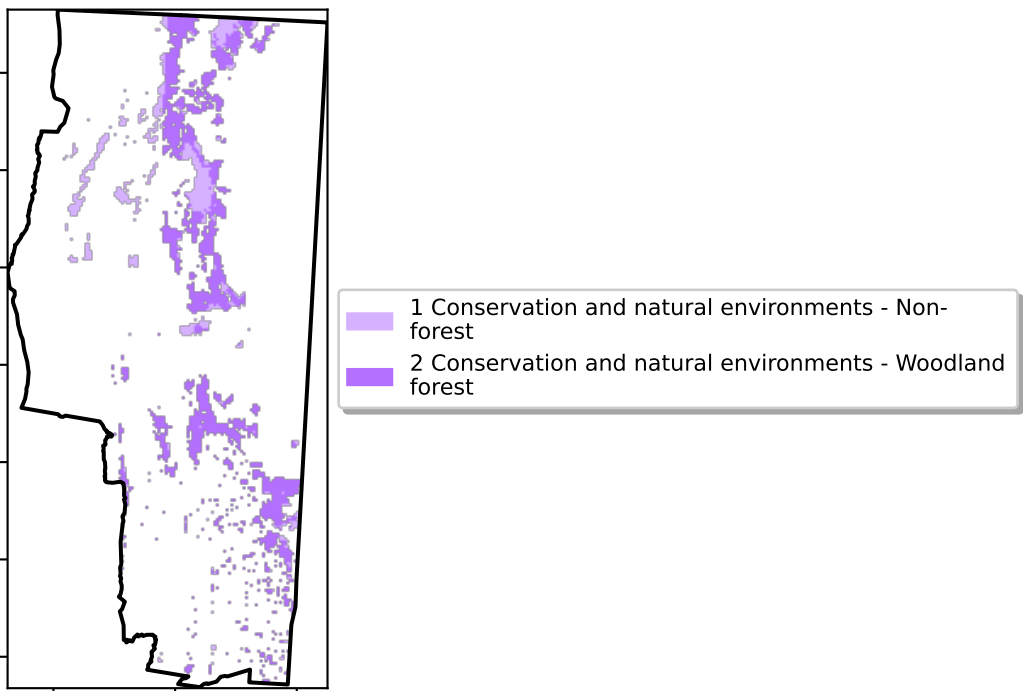 1 Conservation and natural environments - Non-
forest
2 Conservation and natural environments - Woodland
forest